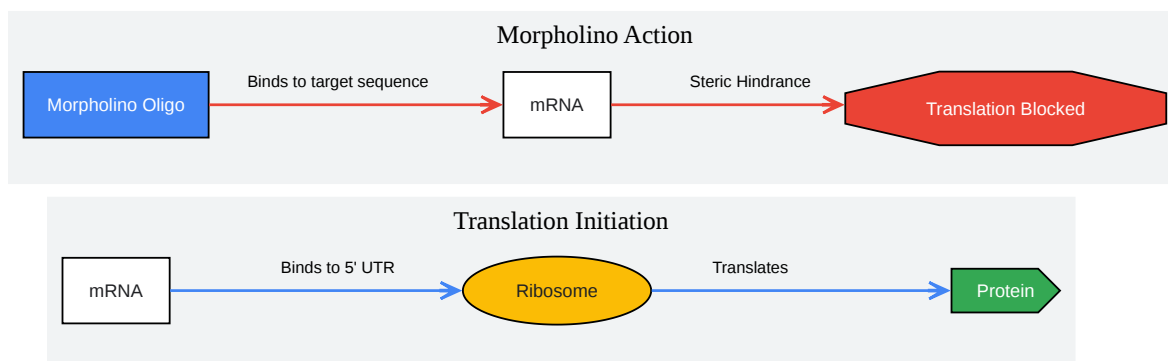 Morpholino Action
Morpholino Oligo
Binds to target sequence
mRNA
Steric Hindrance
Translation Blocked
Translation Initiation
mRNA
Binds to 5' UTR
Ribosome
Translates
Protein